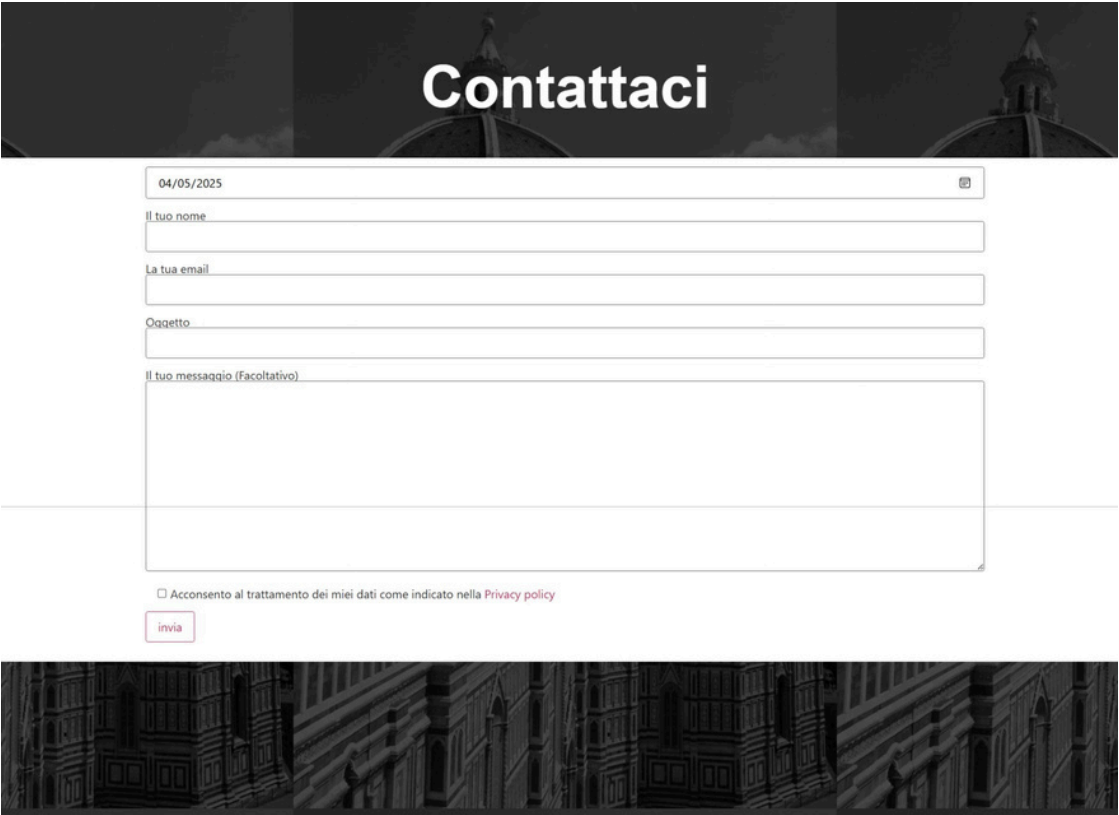 Contattaci
04/05/2025
Il tuo nome
La tua email
Oggetto
Il tuo messaggio (Facoltativo)
Acconsento al trattamento dei miei dati come indicato nella Privacy policy
invia